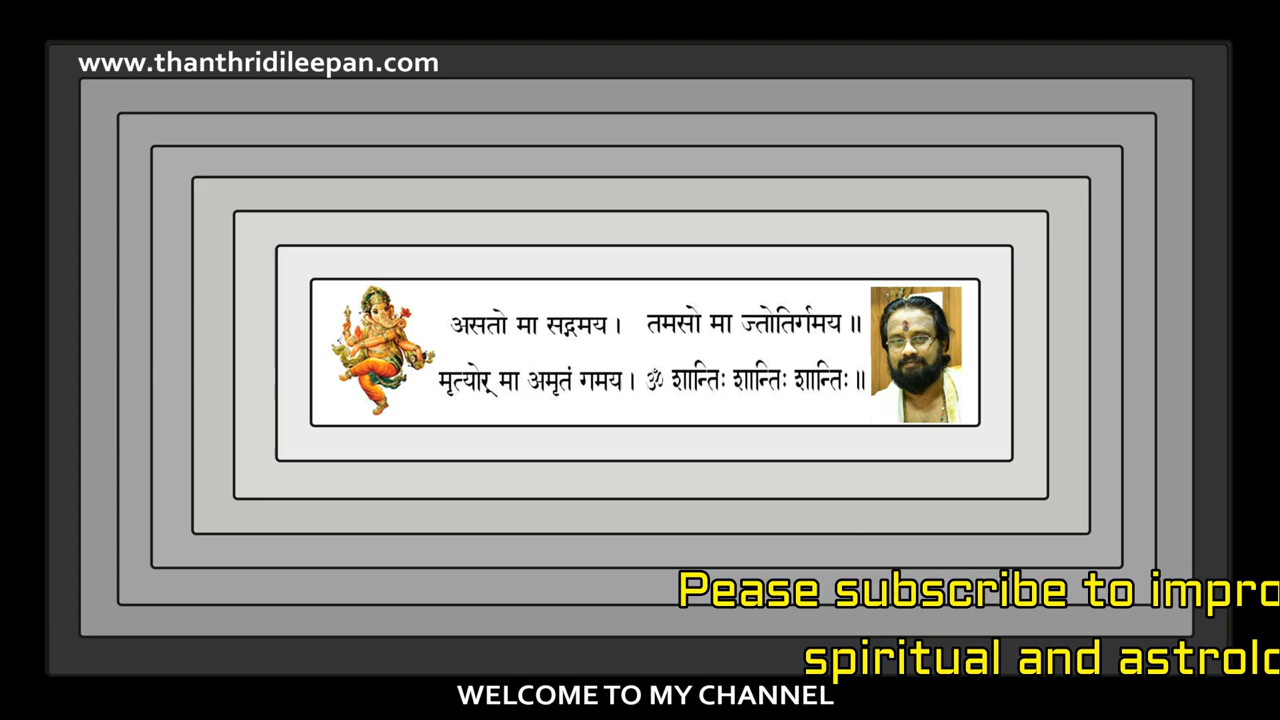 www.thanthridileepan.com
असतो मा सद्गमय। तमसो मा ज्तोतिर्गमय॥
मृत्योर् मा अमृतं गमय। ॐ शान्तिः शान्तिः शान्तिः॥
Pease subscribe to impro
spiritual and astrolo
WELCOME TO MY CHANNEL